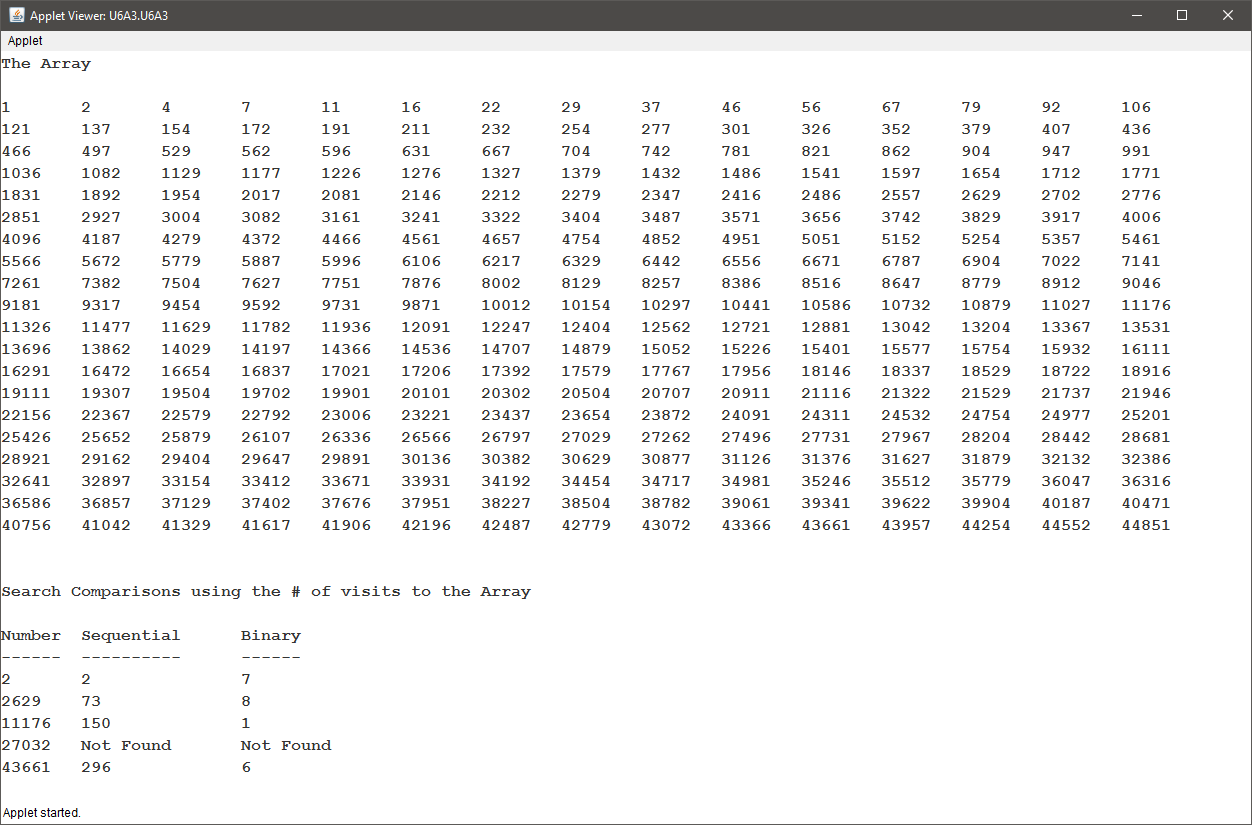 Applet Viewer: U6A3.U6A3
Applet
The Array
1 2 4 7 11 16 22 29 37 46 56 67 79 92 106
121 137 154 172 191 211 232 254 277 301 326 352 379 407 436
466 497 529 562 596 631 667 704 742 781 821 862 904 947 991
1036 1082 1129 1177 1226 1276 1327 1379 1432 1486 1541 1597 1654 1712 1771
1831 1892 1954 2017 2081 2146 2212 2279 2347 2416 2486 2557 2629 2702 2776
2851 2927 3004 3082 3161 3241 3322 3404 3487 3571 3656 3742 3829 3917 4006
4096 4187 4279 4372 4466 4561 4657 4754 4852 4951 5051 5152 5254 5357 5461
5566 5672 5779 5887 5996 6106 6217 6329 6442 6556 6671 6787 6904 7022 7141
7261 7382 7504 7627 7751 7876 8002 8129 8257 8386 8516 8647 8779 8912 9046
9181 9317 9454 9592 9731 9871 10012 10154 10297 10441 10586 10732 10879 11027 11176
11326 11477 11629 11782 11936 12091 12247 12404 12562 12721 12881 13042 13204 13367 13531
13696 13862 14029 14197 14366 14536 14707 14879 15052 15226 15401 15577 15754 15932 16111
16291 16472 16654 16837 17021 17206 17392 17579 17767 17956 18146 18337 18529 18722 18916
19111 19307 19504 19702 19901 20101 20302 20504 20707 20911 21116 21322 21529 21737 21946
22156 22367 22579 22792 23006 23221 23437 23654 23872 24091 24311 24532 24754 24977 25201
25426 25652 25879 26107 26336 26566 26797 27029 27262 27496 27731 27967 28204 28442 28681
28921 29162 29404 29647 29891 30136 30382 30629 30877 31126 31376 31627 31879 32132 32386
32641 32897 33154 33412 33671 33931 34192 34454 34717 34981 35246 35512 35779 36047 36316
36586 36857 37129 37402 37676 37951 38227 38504 38782 39061 39341 39622 39904 40187 40471
40756 41042 41329 41617 41906 42196 42487 42779 43072 43366 43661 43957 44254 44552 44851
Search Comparisons using the # of visits to the Array
Number Sequential Binary
------ ---------- ------
2 2 7
2629 73 8
11176 150 1
27032 Not Found Not Found
43661 296 6
Applet started.